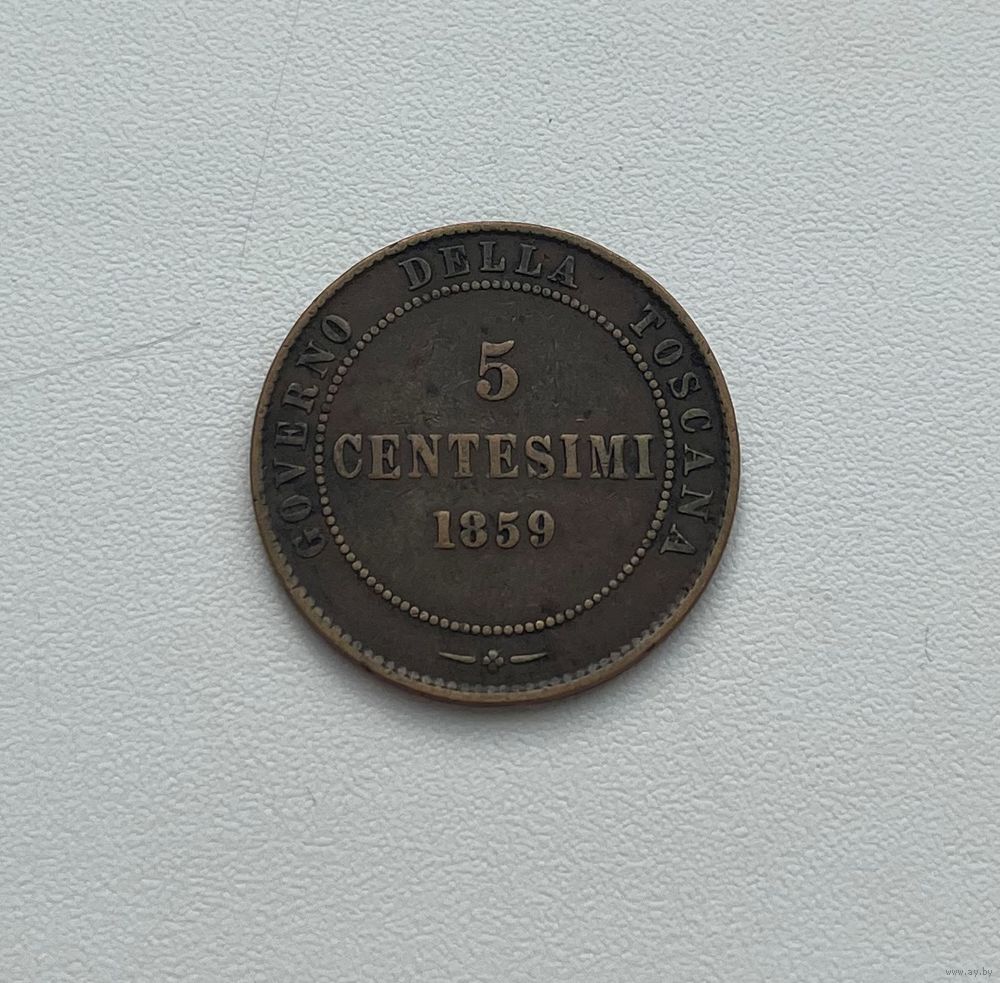 GOVERNO DELLA TOSCANA
5
CENTESIMI
1859
www.ay.by